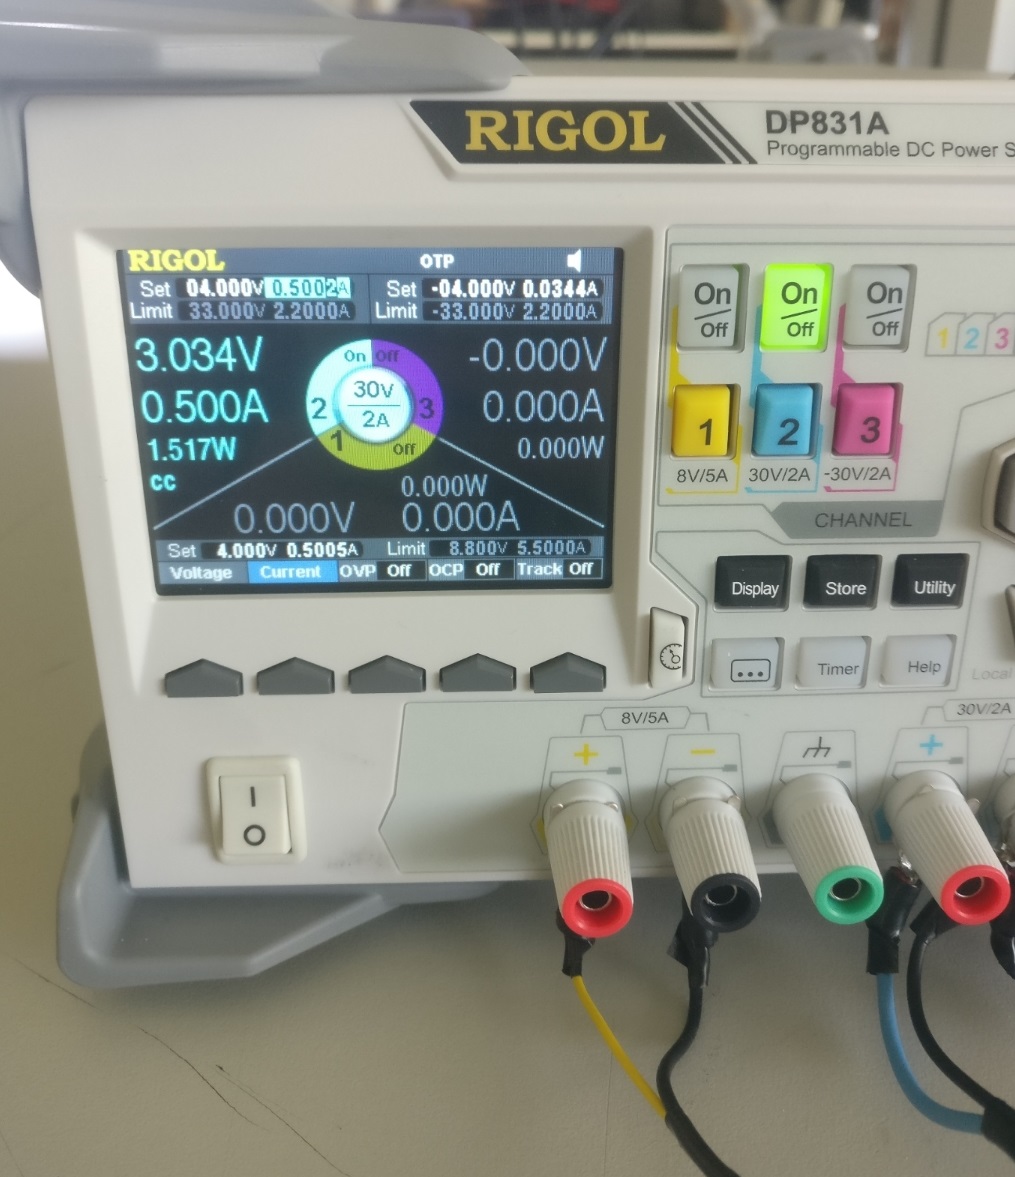 RIGOL
DP831A
Programmable DC Power S
RIGOL OTP
Set 04.000V 0.5002A
Limit 33.000V 2.2000A
Set -04.000V 0.0344A
Limit -33.000V 2.2000A
3.034V
0.500A
1.517W
CC
On Off
2 30V 3
2A
1 Off
-0.000V
0.000A
0.000W
0.000W
0.000V 0.000A
Set 4.000V 0.5005A Limit 8.800V 5.5000A
Voltage Current OVP Off OCP Off Track Off
On
Off
On
Off
On
Off
1 2 3
1 2 3
8V/5A 30V/2A -30V/2A
CHANNEL
Display Store Utility
Timer Help
Local
8V/5A 30V/2A
+ - +
I
O